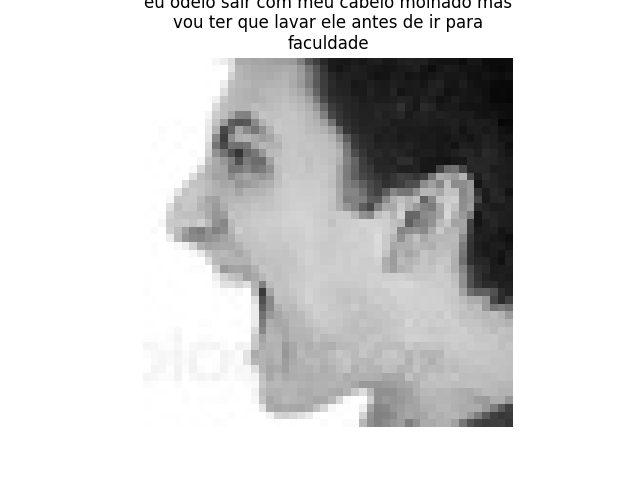 eu odeio sair com meu cabelo molhado mas
vou ter que lavar ele antes de ir para
faculdade